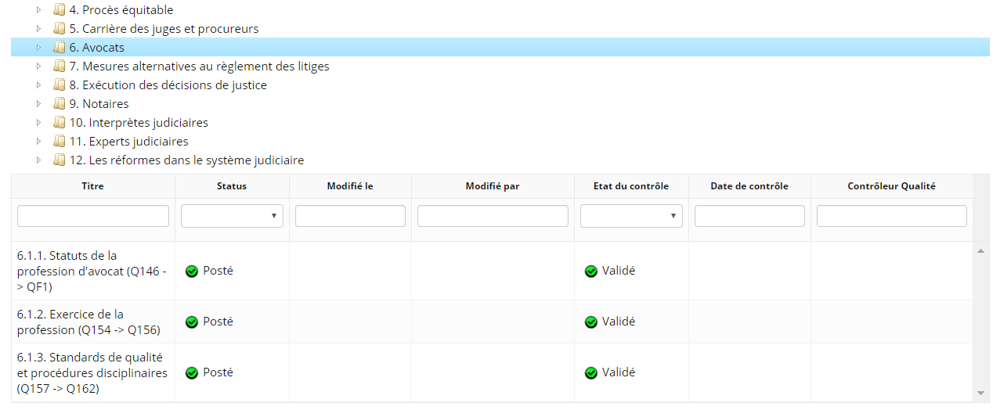 4. Procès équitable
5. Carrière des juges et procureurs
6. Avocats
7. Mesures alternatives au règlement des litiges
8. Exécution des décisions de justice
9. Notaires
10. Interprètes judiciaires
11. Experts judiciaires
12. Les réformes dans le système judiciaire
Titre Status Modifié le Modifié par Etat du contrôle Date de contrôle Contrôleur Qualité
6.1.1. Statuts de la
profession d'avocat (Q146 -
> QF1)
Posté
Validé
6.1.2. Exercice de la
profession (Q154 -> Q156)
Posté
Validé
6.1.3. Standards de qualité
et procédures disciplinaires
(Q157 -> Q162)
Posté
Validé